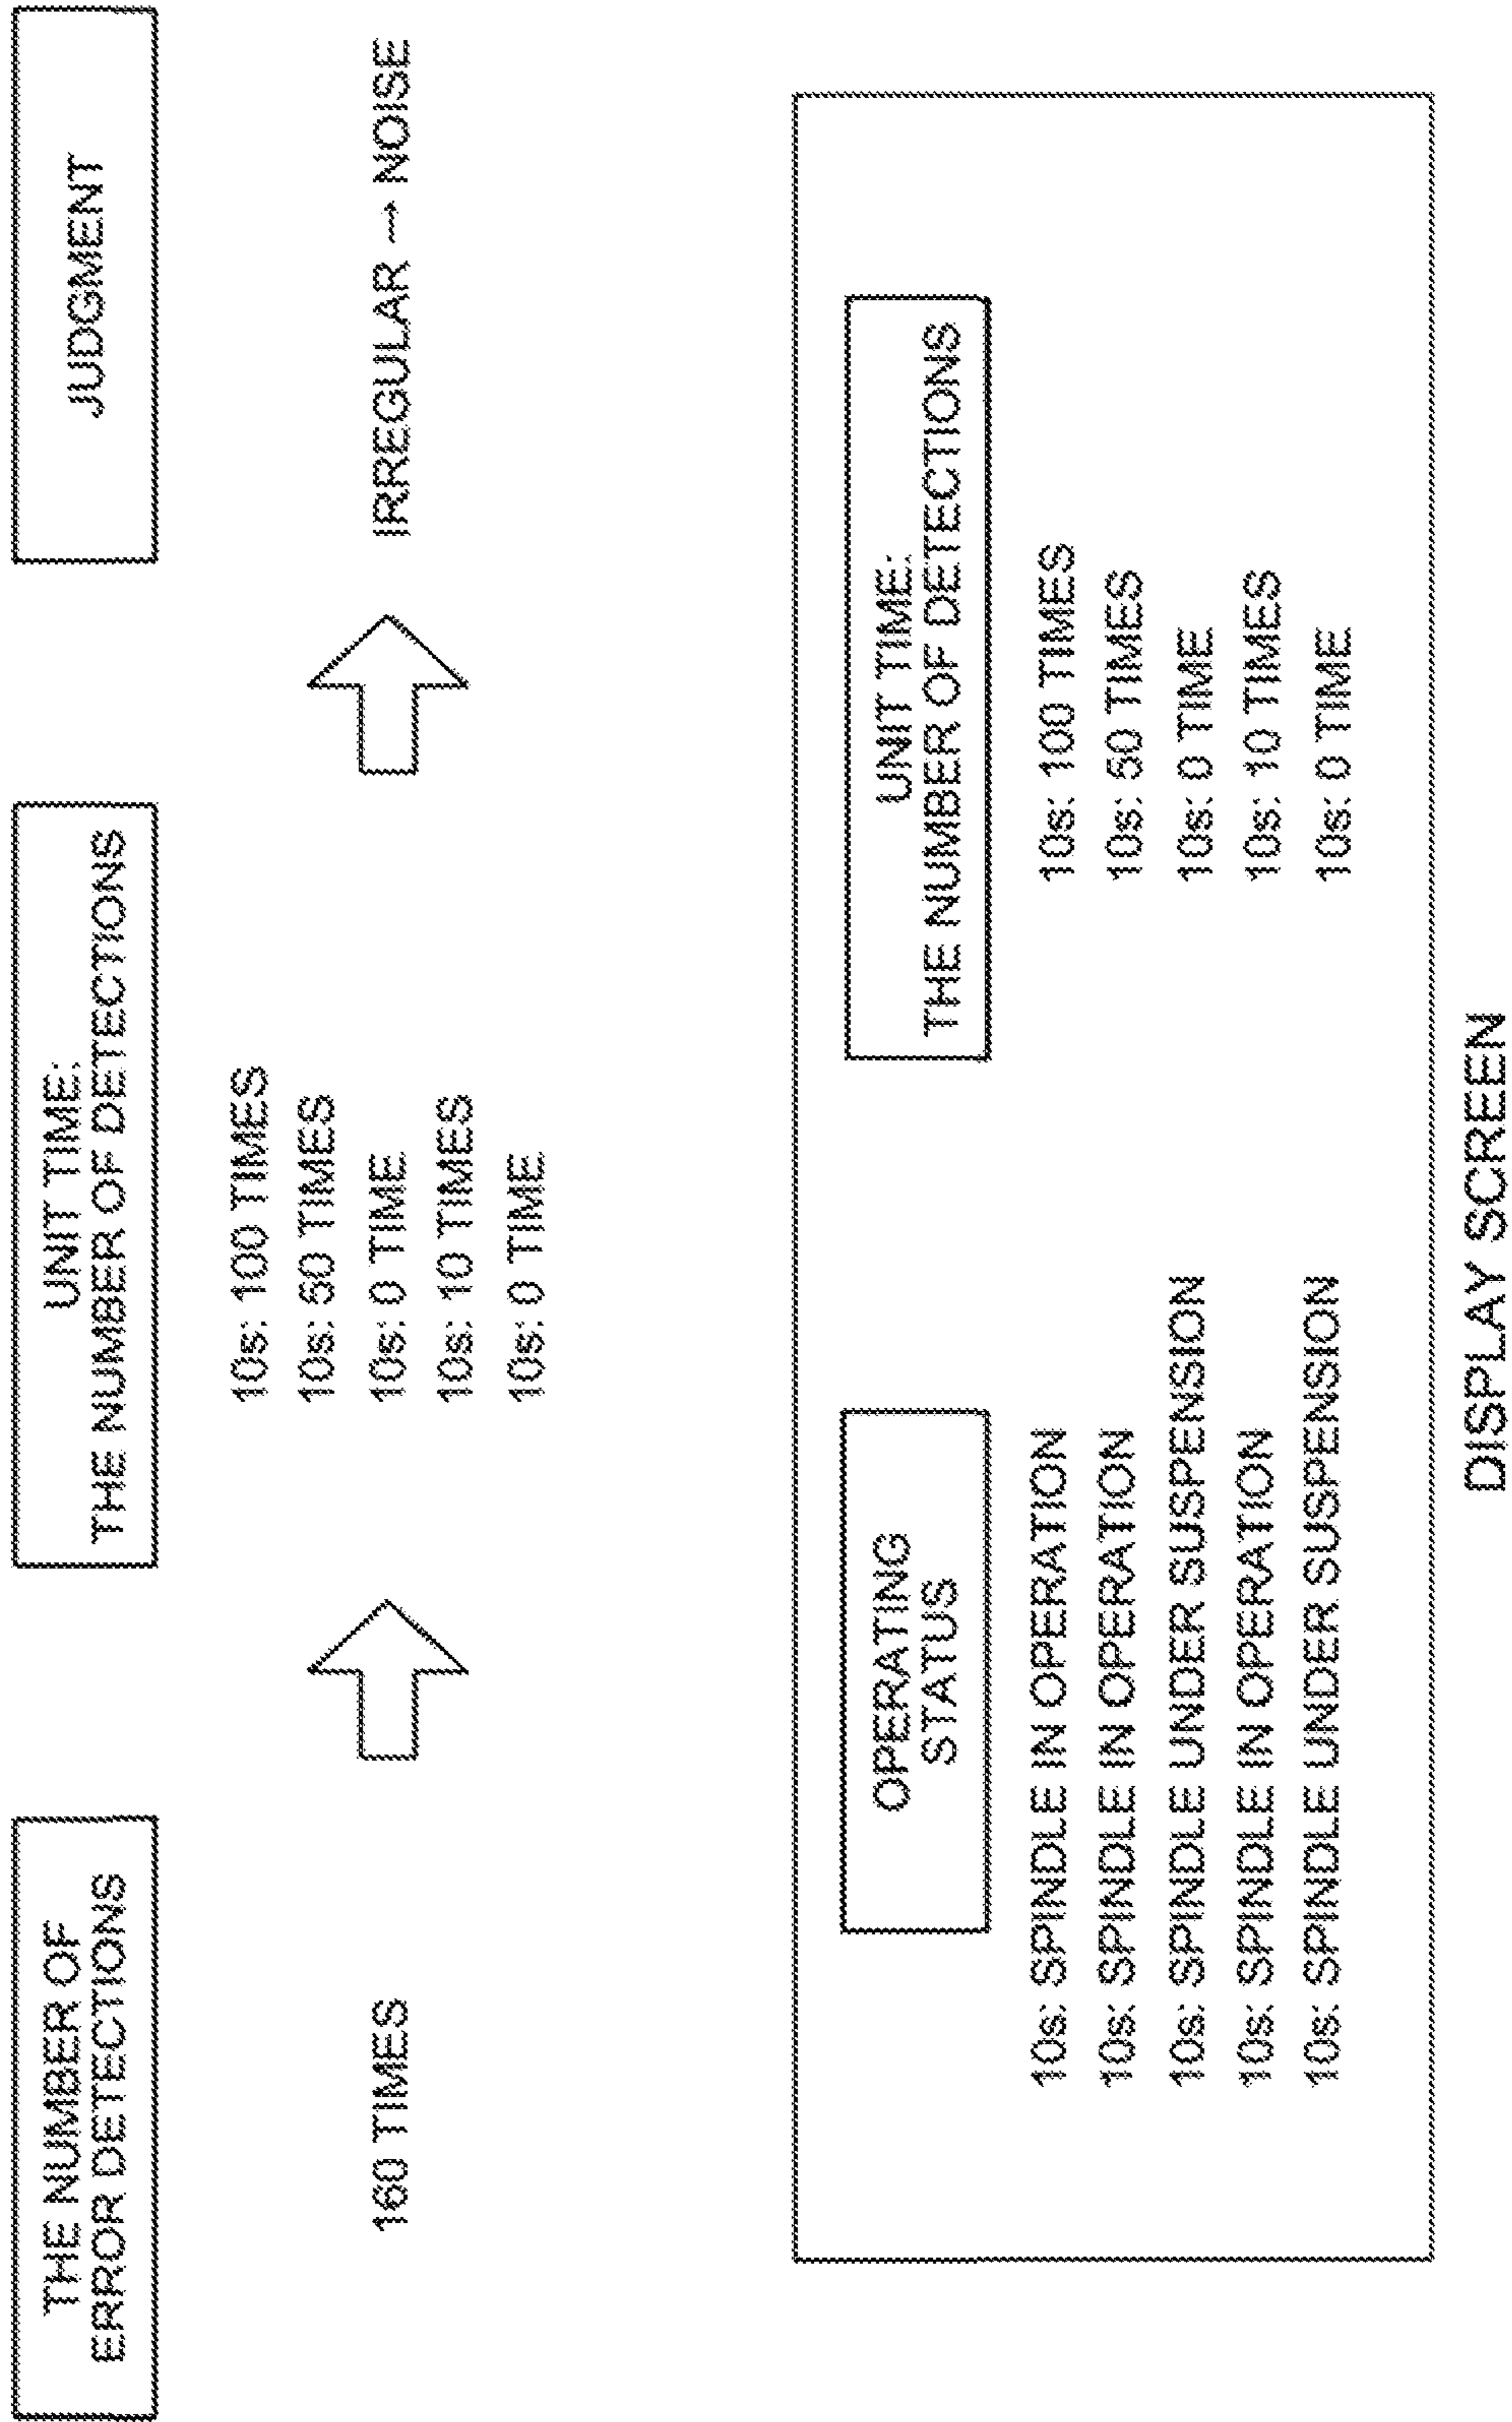 THE NUMBER OF
ERROR DETECTIONS
160 TIMES
UNIT TIME:
THE NUMBER OF DETECTIONS
10s: 100 TIMES
10s: 50 TIMES
10s: 0 TIME
10s: 10 TIMES
10s: 0 TIME
JUDGMENT
IRREGULAR → NOISE
OPERATING
STATUS
10s: SPINDLE IN OPERATION
10s: SPINDLE IN OPERATION
10s: SPINDLE UNDER SUSPENSION
10s: SPINDLE IN OPERATION
10s: SPINDLE UNDER SUSPENSION
UNIT TIME:
THE NUMBER OF DETECTIONS
10s: 100 TIMES
10s: 50 TIMES
10s: 0 TIME
10s: 10 TIMES
10s: 0 TIME
DISPLAY SCREEN